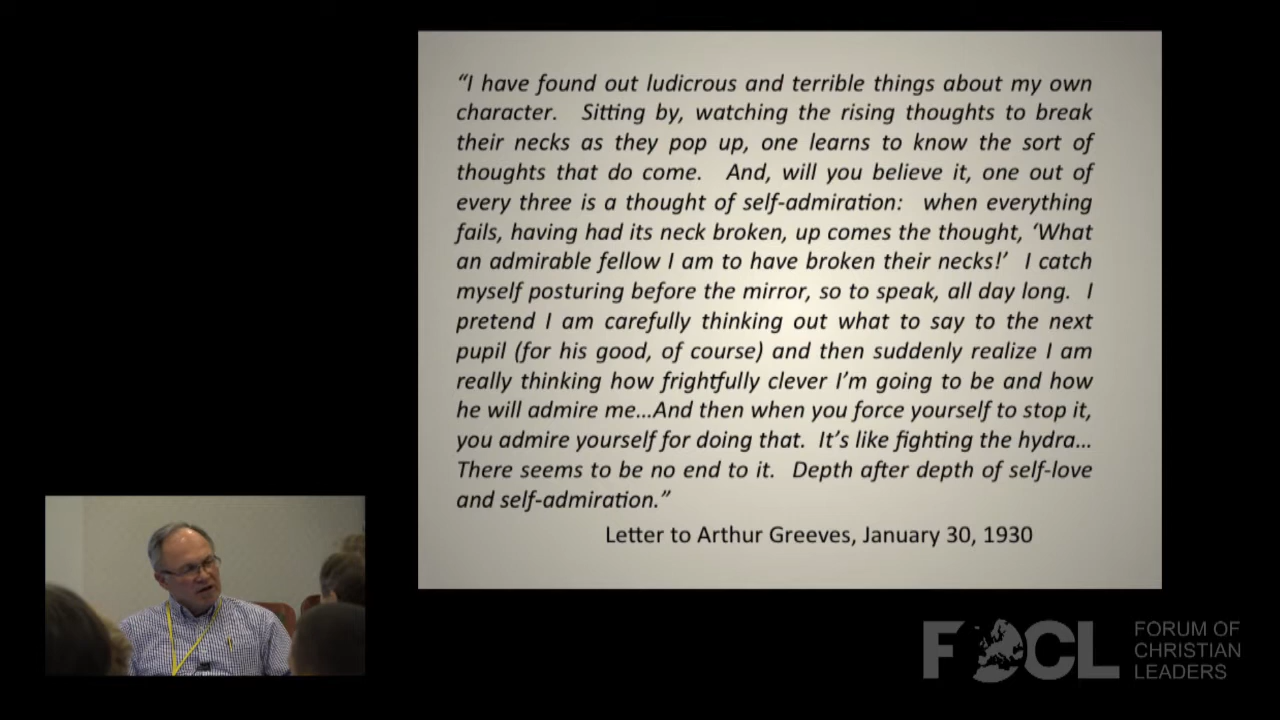 “I have found out ludicrous and terrible things about my own
character.  Sitting by, watching the rising thoughts to break
their necks as they pop up, one learns to know the sort of
thoughts that do come.  And, will you believe it, one out of
every three is a thought of self-admiration:  when everything
fails, having had its neck broken, up comes the thought, ‘What
an admirable fellow I am to have broken their necks!’  I catch
myself posturing before the mirror, so to speak, all day long.  I
pretend I am carefully thinking out what to say to the next
pupil (for his good, of course) and then suddenly realize I am
really thinking how frightfully clever I’m going to be and how
he will admire me…And then when you force yourself to stop it,
you admire yourself for doing that.  It’s like fighting the hydra…
There seems to be no end to it.  Depth after depth of self-love
and self-admiration.”
Letter to Arthur Greeves, January 30, 1930
FOCL
FORUM OF
CHRISTIAN
LEADERS